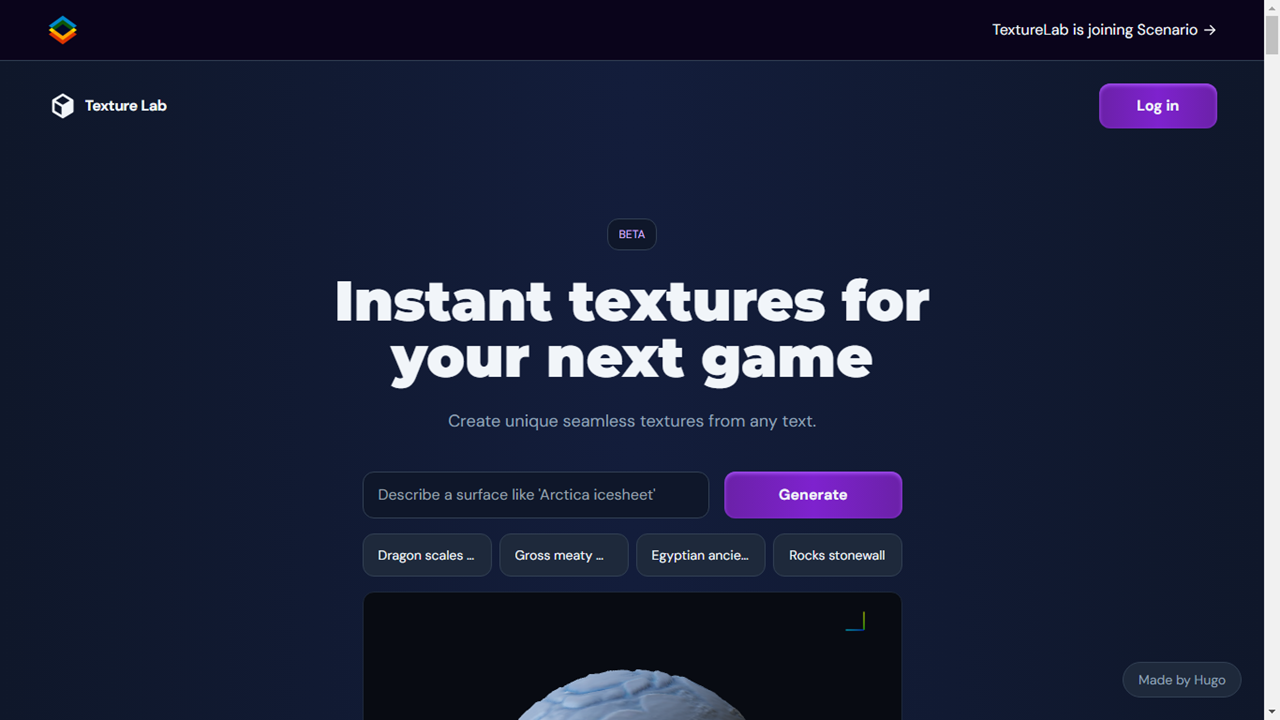 TextureLab is joining Scenario →
Texture Lab
Log in
BETA
Instant textures for
your next game
Create unique seamless textures from any text.
Describe a surface like 'Arctica icesheet'
Generate
Dragon scales ...
Gross meaty ...
Egyptian ancie...
Rocks stonewall
Made by Hugo